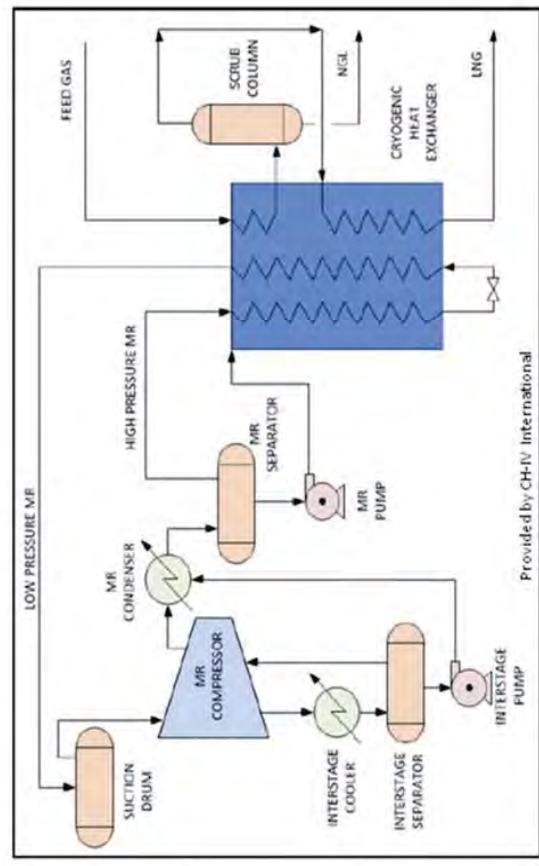 FEED GAS
LOW PRESSURE MR
HIGH PRESSURE MR
SCRUB
COLUMN
NGL
LNG
CRYOGENIC
HEAT
EXCHANGER
MR
SEPARATOR
MR
CONDENSER
MR
COMPRESSOR
SUCTION
DRUM
MR
PUMP
INTERSTAGE
COOLER
INTERSTAGE
SEPARATOR
INTERSTAGE
PUMP
Provided by CH-IV International